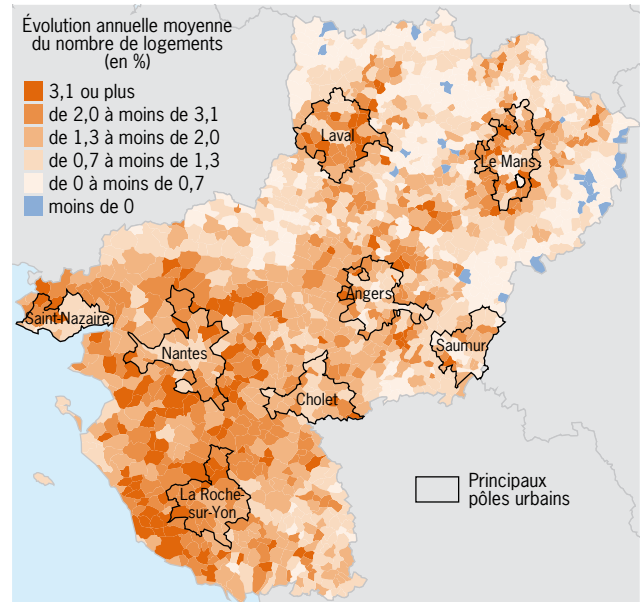 Évolution annuelle moyenne
du nombre de logements
(en %)
3,1 ou plus
de 2,0 à moins de 3,1
de 1,3 à moins de 2,0
de 0,7 à moins de 1,3
de 0 à moins de 0,7
moins de 0
Laval
Le Mans
Saint-Nazaire
Nantes
Angers
Saumur
Cholet
La Roche-
sur-Yon
Principaux
pôles urbains